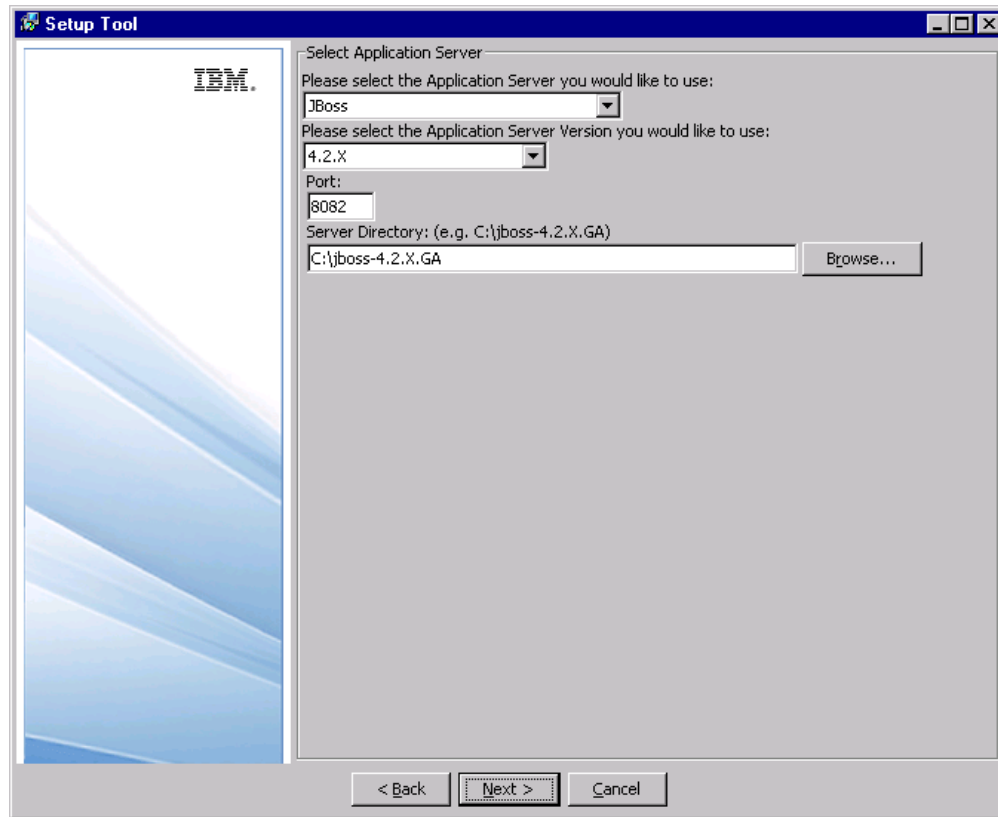 Setup Tool
IBM.
Select Application Server
Please select the Application Server you would like to use:
JBoss
Please select the Application Server Version you would like to use:
4.2.X
Port:
8082
Server Directory: (e.g. C:\jboss-4.2.X.GA)
C:\jboss-4.2.X.GA
Browse...
< Back
Next >
Cancel